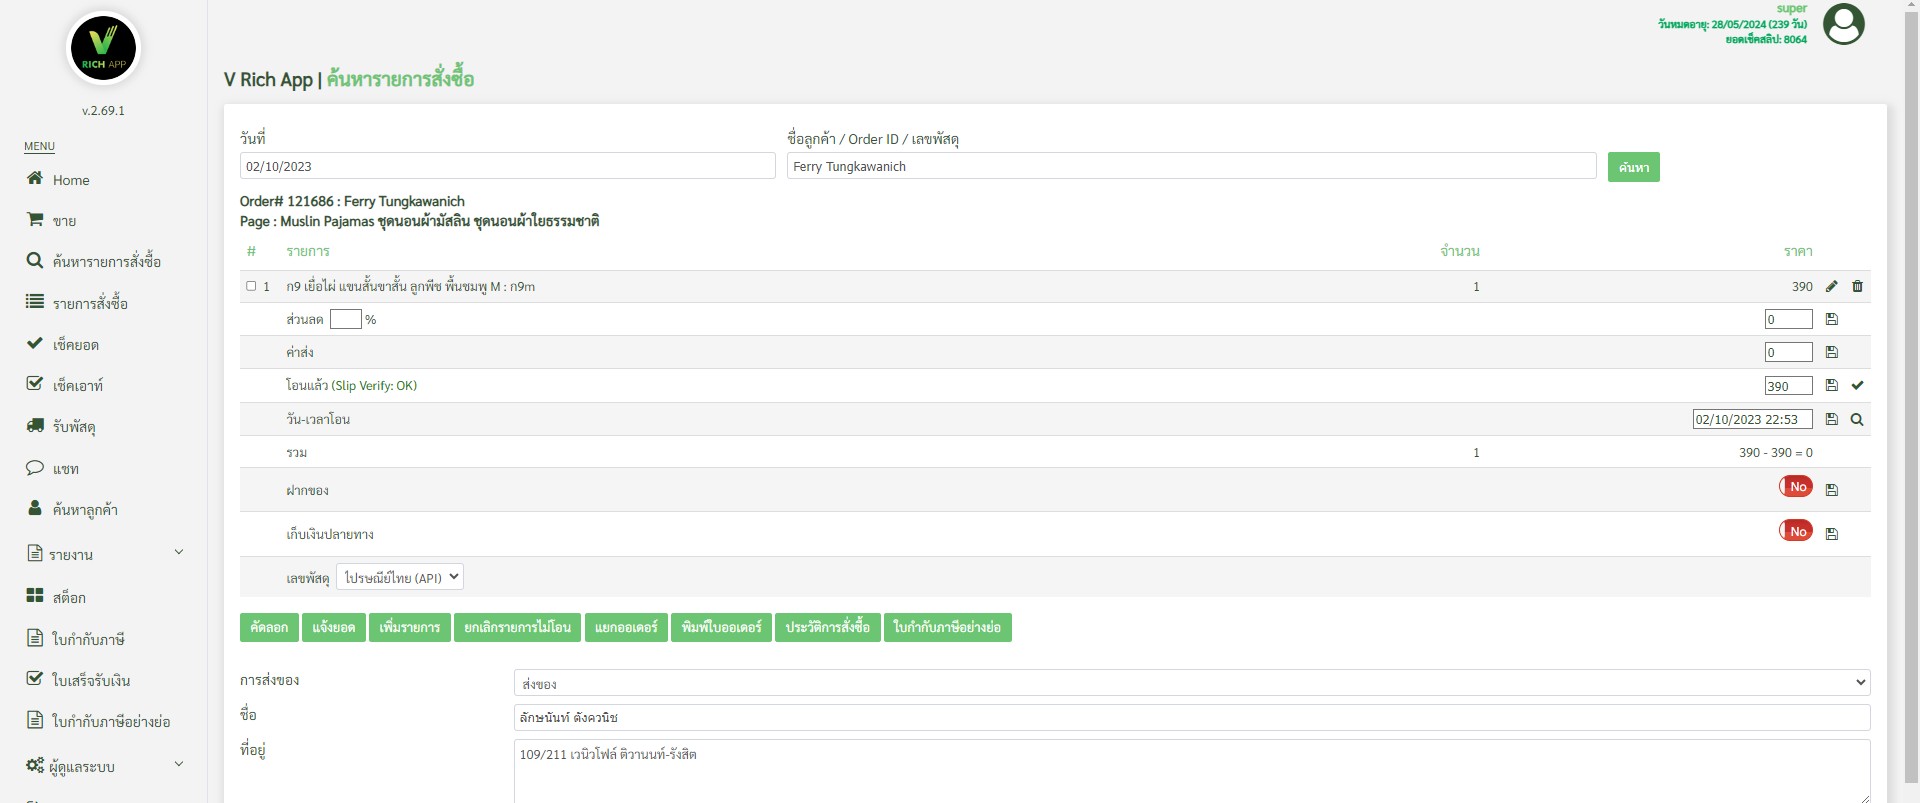 super
วันหมดอายุ: 28/05/2024 (239 วัน)
ยอดเช็คสลิป: 8064
V
RICH APP
v.2.69.1
MENU
Home
ขาย
ค้นหารายการสั่งซื้อ
รายการสั่งซื้อ
เช็คยอด
เช็คเอาท์
รับพัสดุ
แชท
ค้นหาลูกค้า
รายงาน
สต็อก
ใบกำกับภาษี
ใบเสร็จรับเงิน
ใบกำกับภาษีอย่างย่อ
ผู้ดูแลระบบ
V Rich App | ค้นหารายการสั่งซื้อ
วันที่ ชื่อลูกค้า / Order ID / เลขพัสดุ
02/10/2023 Ferry Tungkawanich ค้นหา
Order# 121686 : Ferry Tungkawanich
Page : Muslin Pajamas ชุดนอนผ้ามัสลิน ชุดนอนผ้าใยธรรมชาติ
# รายการ จำนวน ราคา
1 ก9 เยื่อไผ่ แขนสั้นขาสั้น ลูกพีช พื้นชมพู M : ก9m 1 390
ส่วนลด % 0
ค่าส่ง 0
โอนแล้ว (Slip Verify: OK) 390
วัน-เวลาโอน 02/10/2023 22:53
รวม 1 390 - 390 = 0
ฝากของ No
เก็บเงินปลายทาง No
เลขพัสดุ ไปรษณีย์ไทย (API)
คัดลอก แจ้งยอด เพิ่มรายการ ยกเลิกรายการไม่โอน แยกออเดอร์ พิมพ์ใบออเดอร์ ประวัติการสั่งซื้อ ใบกำกับภาษีอย่างย่อ
การส่งของ ส่งของ
ชื่อ ลักษนันท์ ตังควนิช
ที่อยู่ 109/211 เวนิวโฟล์ ติวานนท์-รังสิต